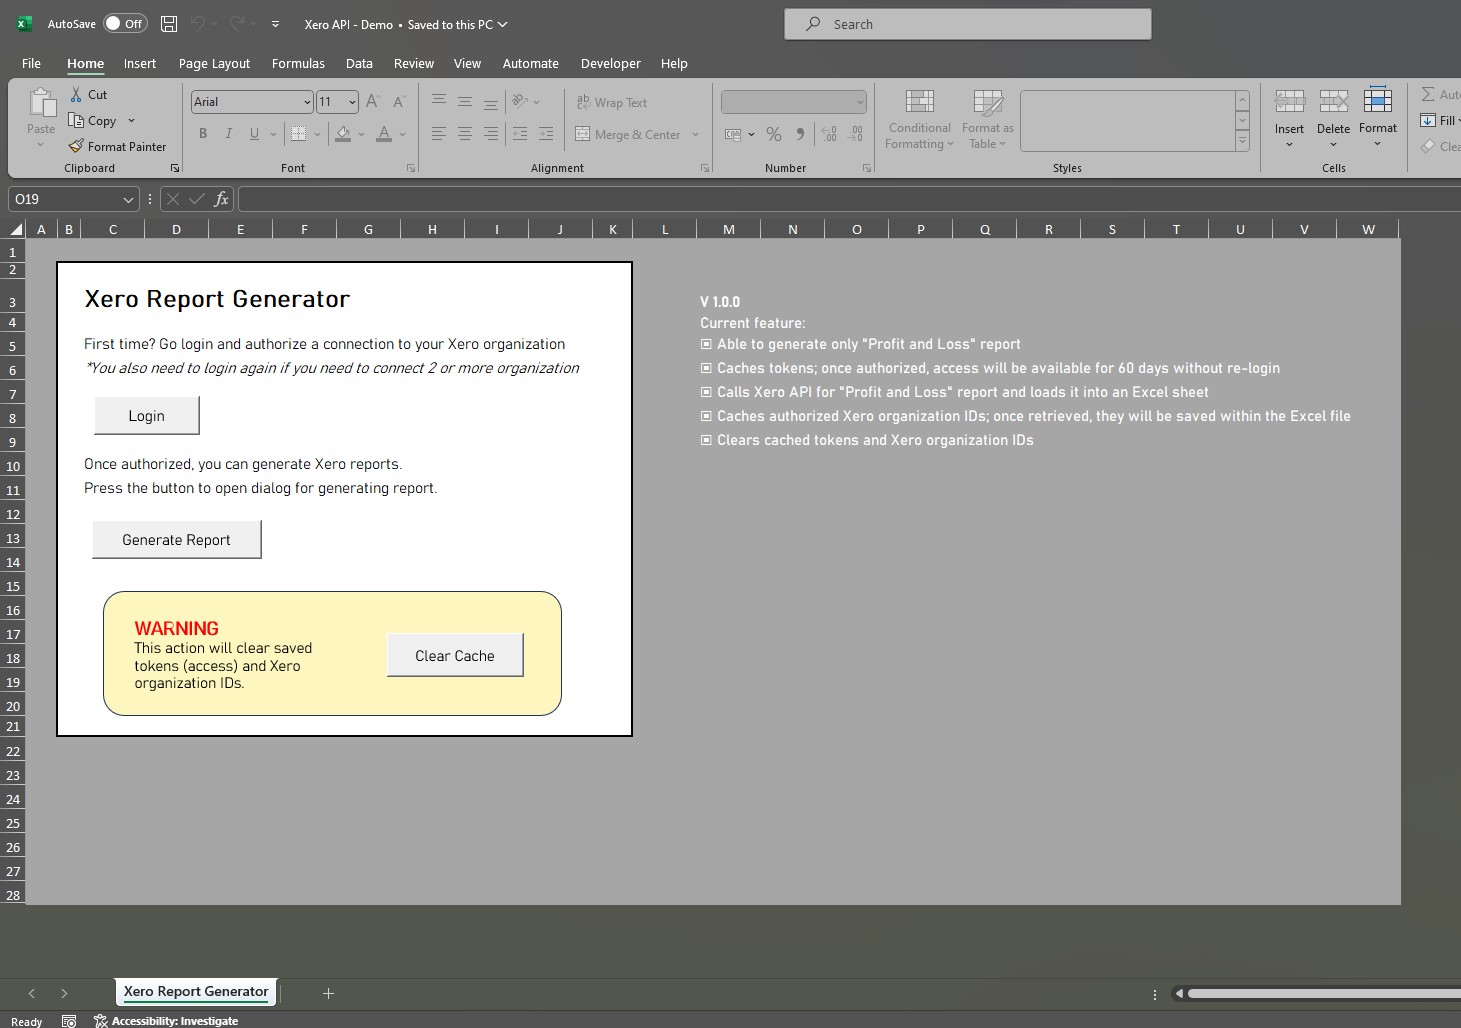 AutoSave Off Xero API - Demo • Saved to this PC Search
File Home Insert Page Layout Formulas Data Review View Automate Developer Help
Paste
Cut
Copy
Format Painter
Clipboard
Arial 11
B I U
Font
Wrap Text
Merge & Center
Alignment
Number
Conditional Formatting
Format as Table
Styles
Insert Delete Format
Cells
Fill
O19 fx
A B C D E F G H I J K L M N O P Q R S T U V W
1
2
3
4
5
6
7
8
9
10
11
12
13
14
15
16
17
18
19
20
21
22
23
24
25
26
27
28
Xero Report Generator
First time? Go login and authorize a connection to your Xero organization
*You also need to login again if you need to connect 2 or more organization
Login
Once authorized, you can generate Xero reports.
Press the button to open dialog for generating report.
Generate Report
WARNING
This action will clear saved
tokens (access) and Xero
organization IDs.
Clear Cache
V 1.0.0
Current feature:
▣ Able to generate only "Profit and Loss" report
▣ Caches tokens; once authorized, access will be available for 60 days without re-login
▣ Calls Xero API for "Profit and Loss" report and loads it into an Excel sheet
▣ Caches authorized Xero organization IDs; once retrieved, they will be saved within the Excel file
▣ Clears cached tokens and Xero organization IDs
Xero Report Generator
Ready Accessibility: Investigate